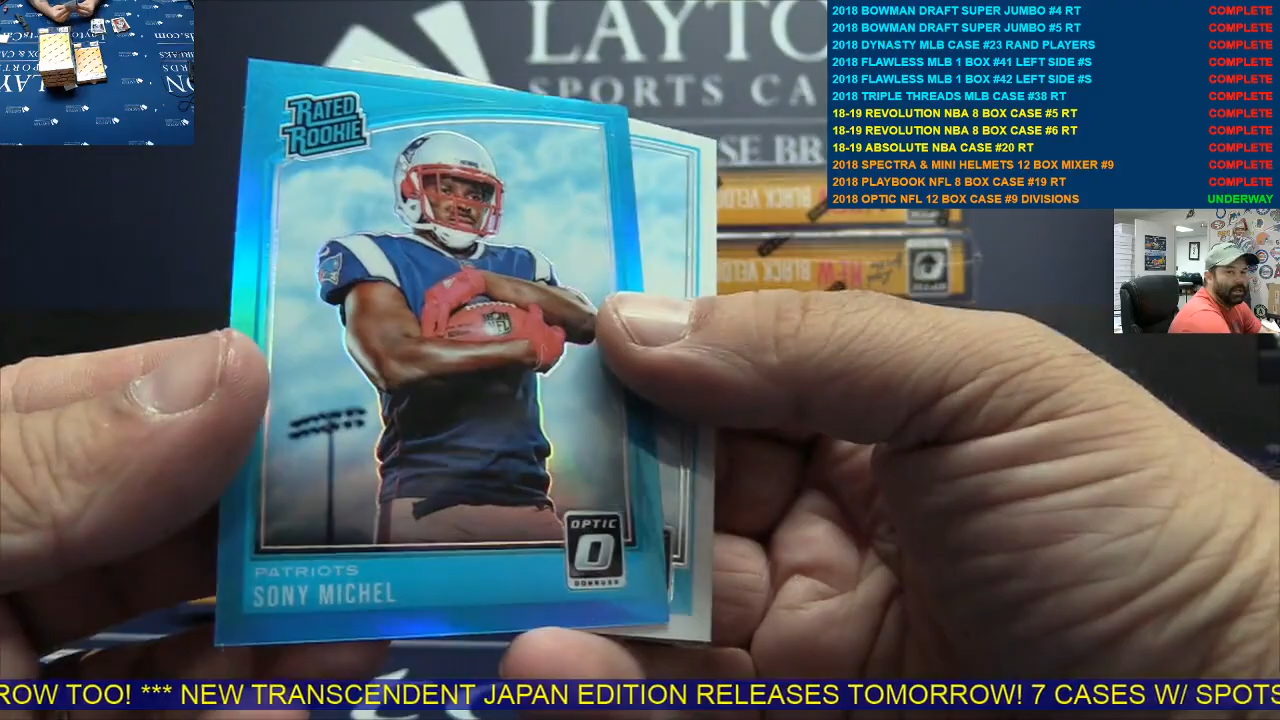 LAYTO
SPORTS CA
SE BR
2018 BOWMAN DRAFT SUPER JUMBO #4 RT COMPLETE
2018 BOWMAN DRAFT SUPER JUMBO #5 RT COMPLETE
2018 DYNASTY MLB CASE #23 RAND PLAYERS COMPLETE
2018 FLAWLESS MLB 1 BOX #41 LEFT SIDE #S COMPLETE
2018 FLAWLESS MLB 1 BOX #42 LEFT SIDE #S COMPLETE
2018 TRIPLE THREADS MLB CASE #38 RT COMPLETE
18-19 REVOLUTION NBA 8 BOX CASE #5 RT COMPLETE
18-19 REVOLUTION NBA 8 BOX CASE #6 RT COMPLETE
18-19 ABSOLUTE NBA CASE #20 RT COMPLETE
2018 SPECTRA & MINI HELMETS 12 BOX MIXER #9 COMPLETE
2018 PLAYBOOK NFL 8 BOX CASE #19 RT COMPLETE
2018 OPTIC NFL 12 BOX CASE #9 DIVISIONS UNDERWAY
RATED
ROOKIE
NFL
OPTIC
O
DONRUSS
PATRIOTS
SONY MICHEL
NEW BLACK VELO
ROW TOO! *** NEW TRANSCENDENT JAPAN EDITION RELEASES TOMORROW! 7 CASES W/ SPOTS